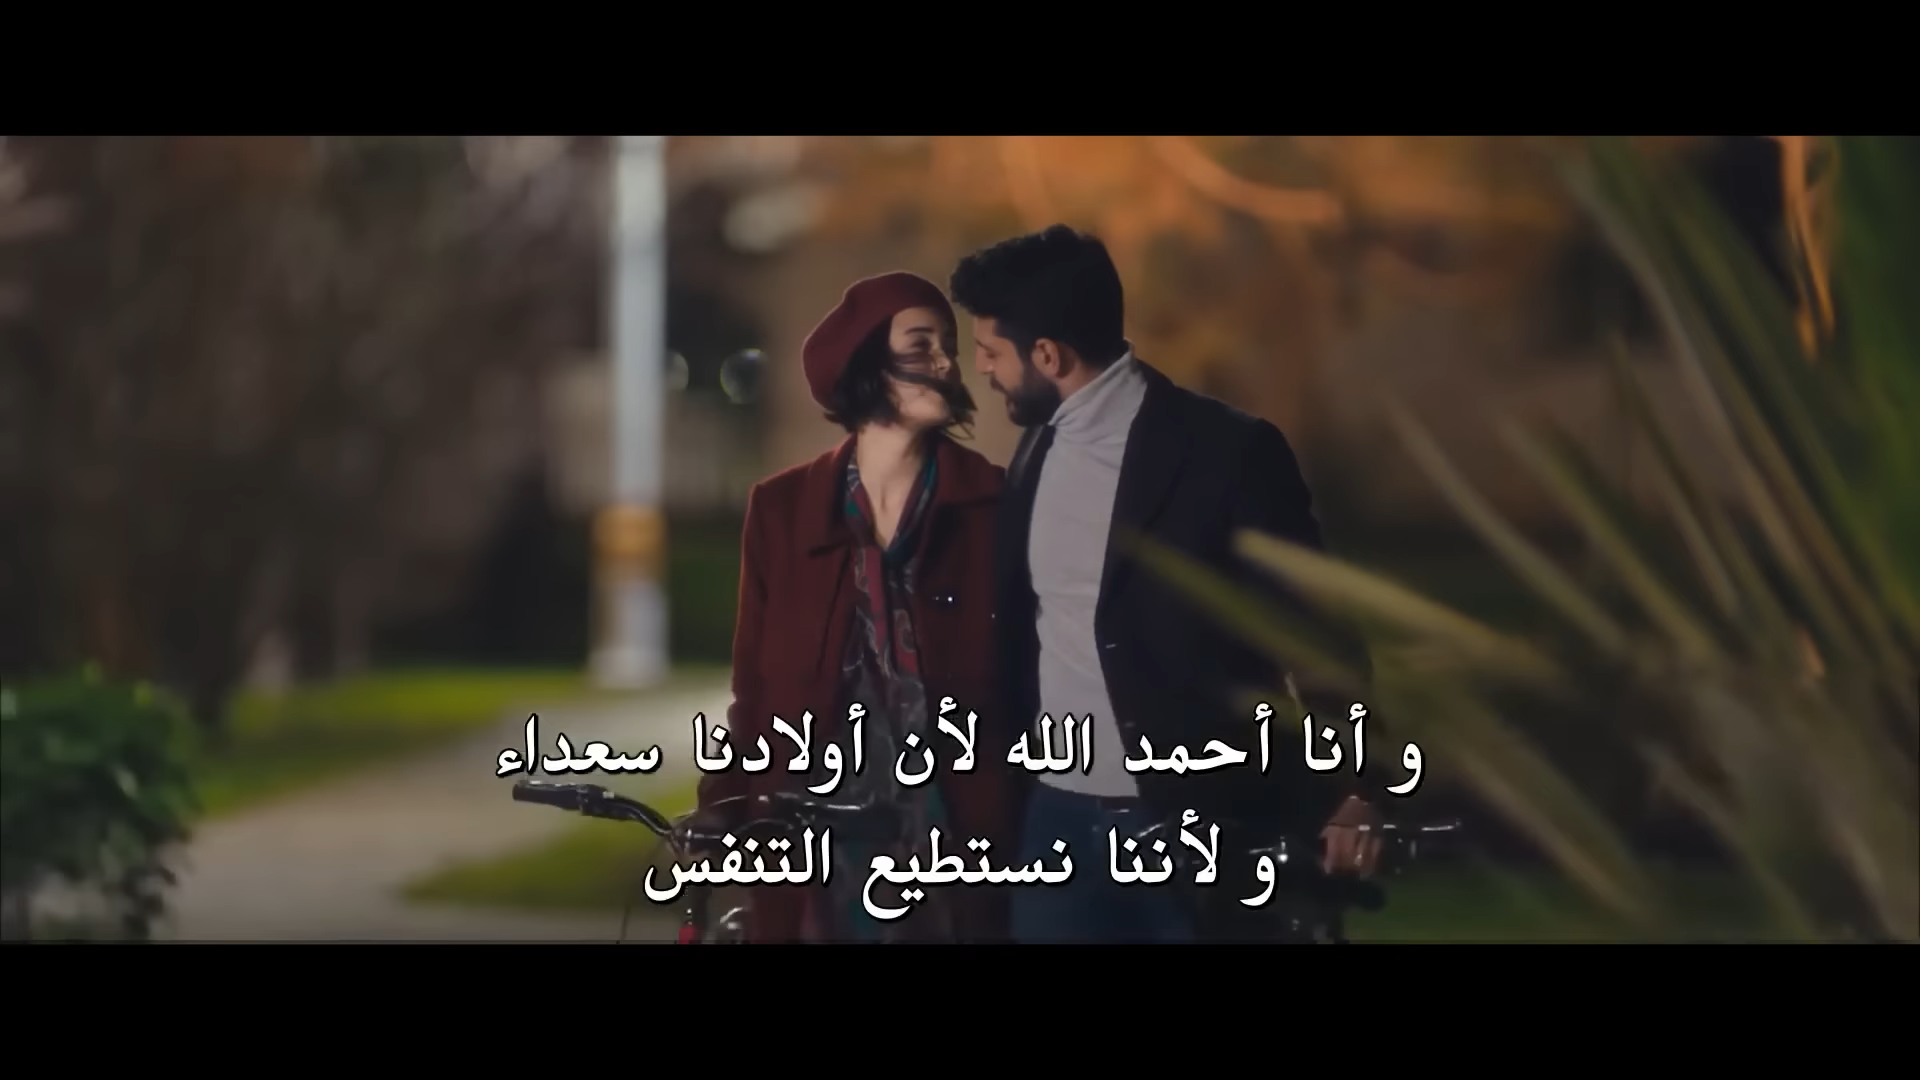 و أنا أحمد الله لأن أولادنا سعداء
و لأننا نستطيع التنفس